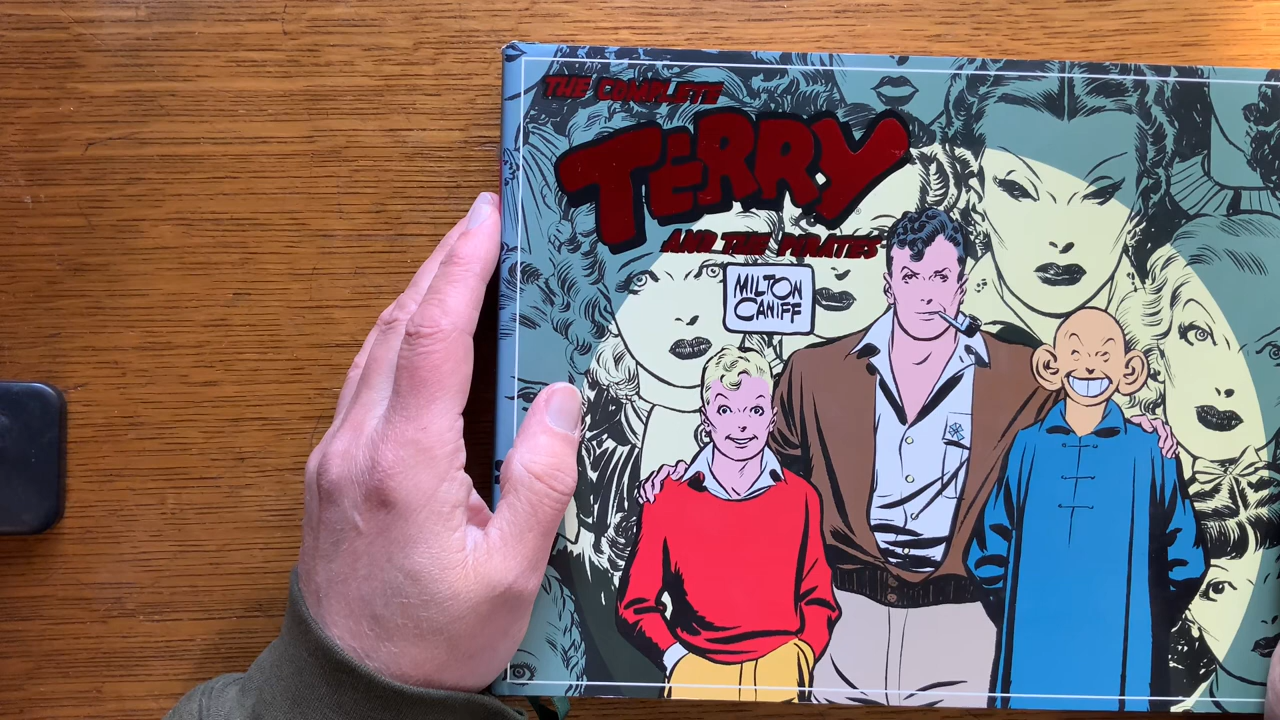 THE COMPLETE
TERRY
AND THE PIRATES
MILTON
CANIFF